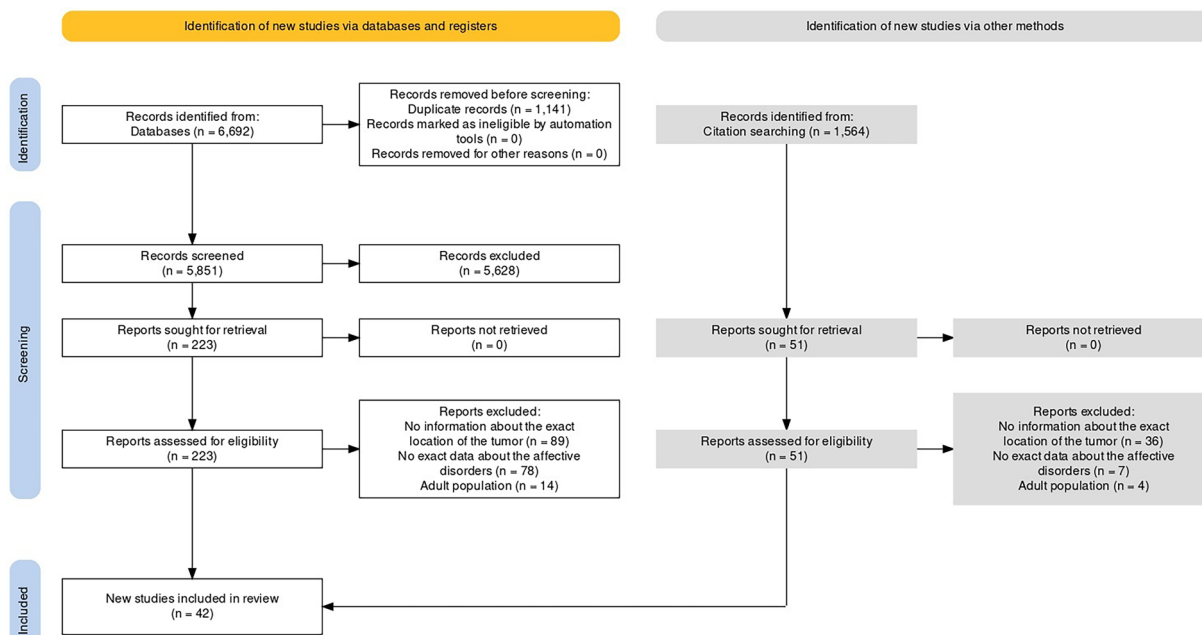 Identification of new studies via databases and registers
Identification of new studies via other methods
Identification
Records identified from:
Databases (n = 6,692)
Records removed before screening:
Duplicate records (n = 1,141)
Records marked as ineligible by automation
tools (n = 0)
Records removed for other reasons (n = 0)
Records identified from:
Citation searching (n = 1,564)
Screening
Records screened
(n = 5,851)
Records excluded
(n = 5,628)
Reports sought for retrieval
(n = 223)
Reports not retrieved
(n = 0)
Reports sought for retrieval
(n = 51)
Reports not retrieved
(n = 0)
Reports assessed for eligibility
(n = 223)
Reports excluded:
No information about the exact
location of the tumor (n = 89)
No exact data about the affective
disorders (n = 78)
Adult population (n = 14)
Reports assessed for eligibility
(n = 51)
Reports excluded:
No information about the exact
location of the tumor (n = 36)
No exact data about the affective
disorders (n = 7)
Adult population (n = 4)
Included
New studies included in review
(n = 42)